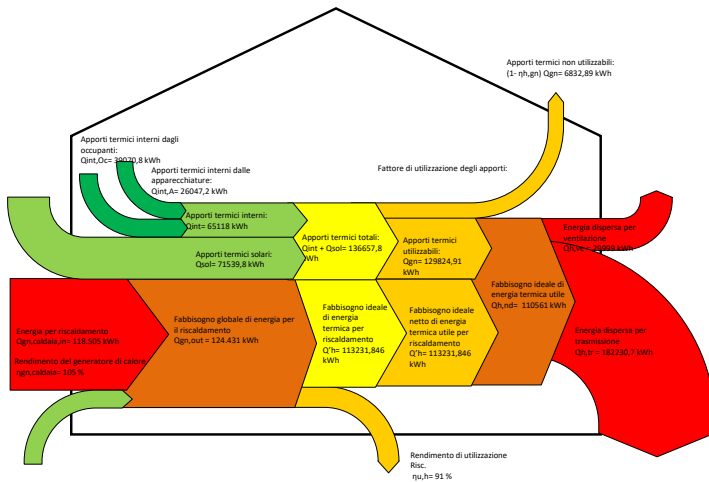 Apporti termici non utilizzabili:
(1- ηh,gn) Qgn= 6832,89 kWh
Apporti termici interni dagli
occupanti:
Qint,Oc= 39070,8 kWh
Apporti termici interni dalle
apparecchiature:
Qint,A= 26047,2 kWh
Fattore di utilizzazione degli apporti:
Apporti termici interni:
Qint= 65118 kWh
Apporti termici solari:
Qsol= 71539,8 kWh
Apporti termici totali:
Qint + Qsol= 136657,8
kWh
Apporti termici
utilizzabili:
Qgn= 129824,91
kWh
Energia dispersa per
ventilazione
Qh,ve= 29999 kWh
Energia per riscaldamento
Qgn,caldaia,in= 118.505 kWh
Rendimento del generatore di calore
ηgn,caldaia= 105 %
Fabbisogno globale di energia per
il riscaldamento
Qgn,out = 124.431 kWh
Fabbisogno ideale
di energia
termica per
riscaldamento
Q'h= 113231,846
kWh
Fabbisogno ideale
netto di energia
termica utile per
riscaldamento
Q'h= 113231,846
kWh
Fabbisogno ideale di
energia termica utile
Qh,nd= 110561 kWh
Energia dispersa per
trasmissione
Qh,tr = 182230,7 kWh
Rendimento di utilizzazione
Risc.
ηu,h= 91 %